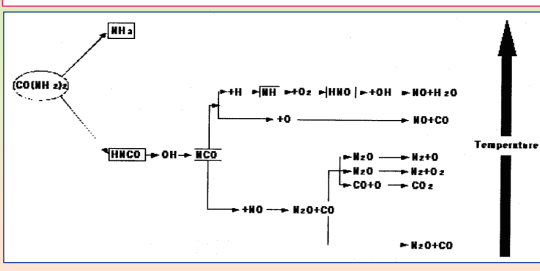 NH3
(CO(NH2)2
+H NH +O2 HNO +OH NO+H2O
+O NO+CO
Temperature
HNCO OH NCO
N2O N2+O
N2O N2+O2
CO+O CO2
+NO N2O+CO
N2O+CO